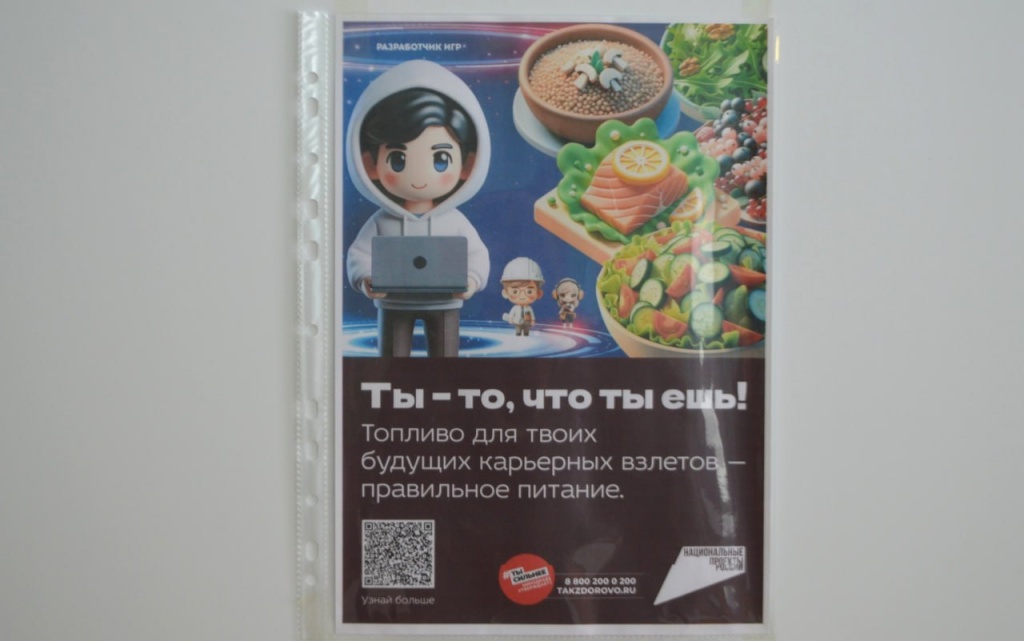 РАЗРАБОТЧИК ИГР
Ты – то, что ты ешь!
Топливо для твоих
будущих карьерных взлетов –
правильное питание.
Узнай больше
ТЫ
СИЛЬНЕЕ
8 800 200 0 200
TAKZDOROVO.RU
НАЦИОНАЛЬНЫЕ
ПРОЕКТЫ
РОССИИ